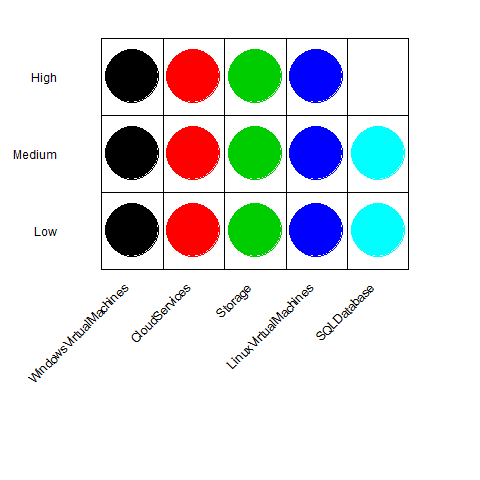 High
Medium
Low
WindowsVirtualMachines
CloudServices
Storage
LinuxVirtualMachines
SQLDatabase